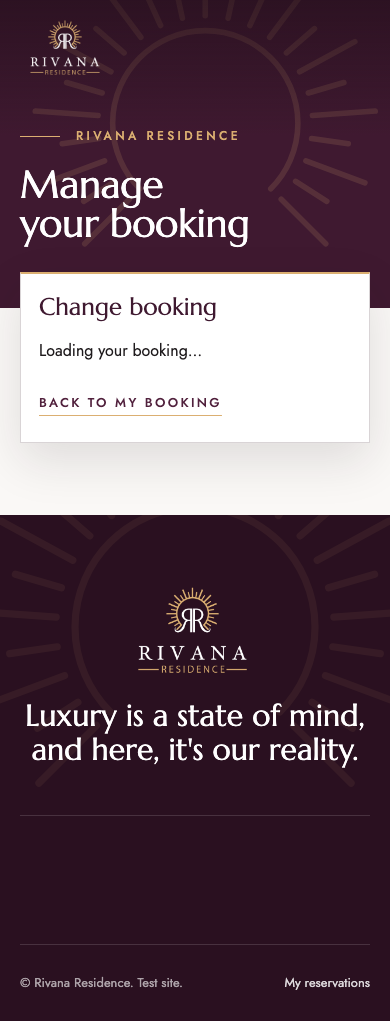 RIVANA
RESIDENCE
RIVANA RESIDENCE
Manage
your booking
Change booking
Loading your booking...
BACK TO MY BOOKING
RIVANA
RESIDENCE
Luxury is a state of mind,
and here, it's our reality.
© Rivana Residence. Test site.
My reservations